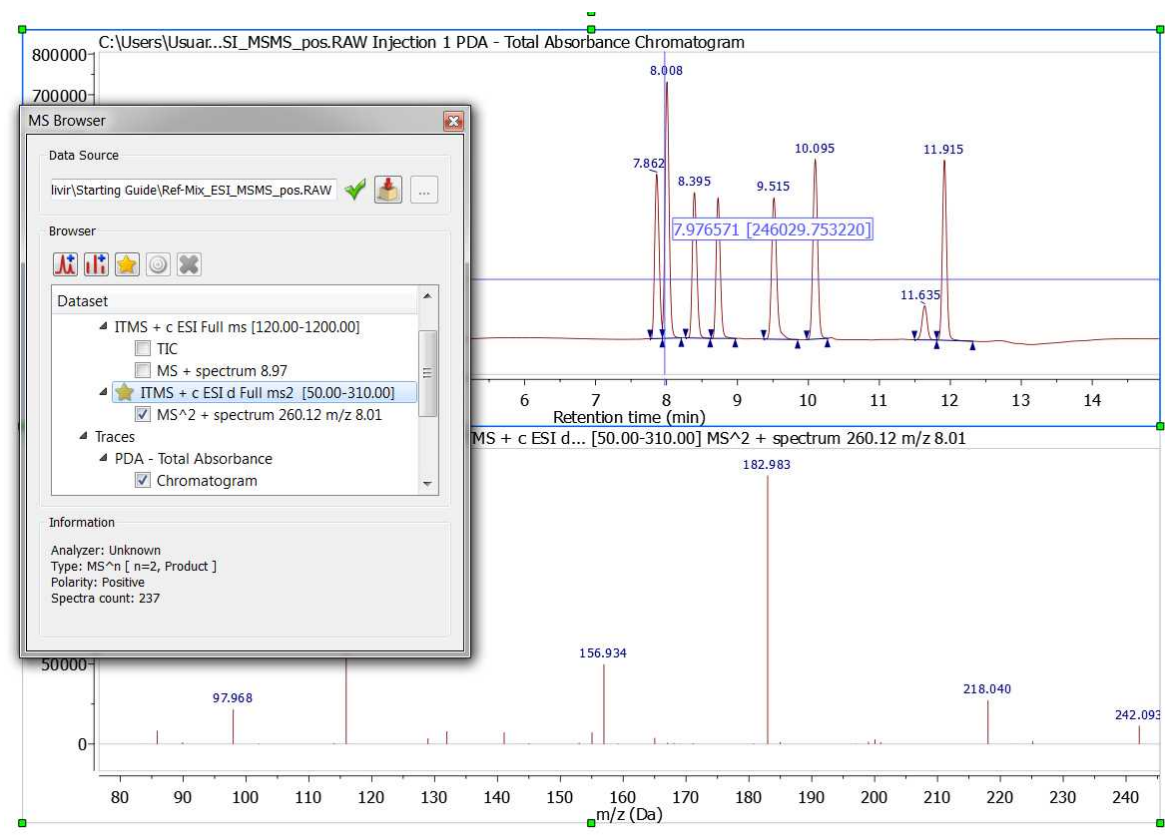 C:\Users\Usuar...SI_MSMS_pos.RAW Injection 1 PDA - Total Absorbance Chromatogram
800000
700000
8.008
7.862
8.395
9.515
10.095
11.635
11.915
7.976571 [246029.753220]
6 7 8 9 10 11 12 13 14
Retention time (min)
MS Browser
Data Source
livir\Starting Guide\Ref-Mix_ESI_MSMS_pos.RAW
...
Browser
Dataset
ITMS + c ESI Full ms [120.00-1200.00]
TIC
MS + spectrum 8.97
ITMS + c ESI d Full ms2 [50.00-310.00]
MS^2 + spectrum 260.12 m/z 8.01
Traces
PDA - Total Absorbance
Chromatogram
Information
Analyzer: Unknown
Type: MS^n [ n=2, Product ]
Polarity: Positive
Spectra count: 237
MS + c ESI d... [50.00-310.00] MS^2 + spectrum 260.12 m/z 8.01
182.983
156.934
97.968
218.040
242.093
50000
0
80 90 100 110 120 130 140 150 160 170 180 190 200 210 220 230 240
m/z (Da)